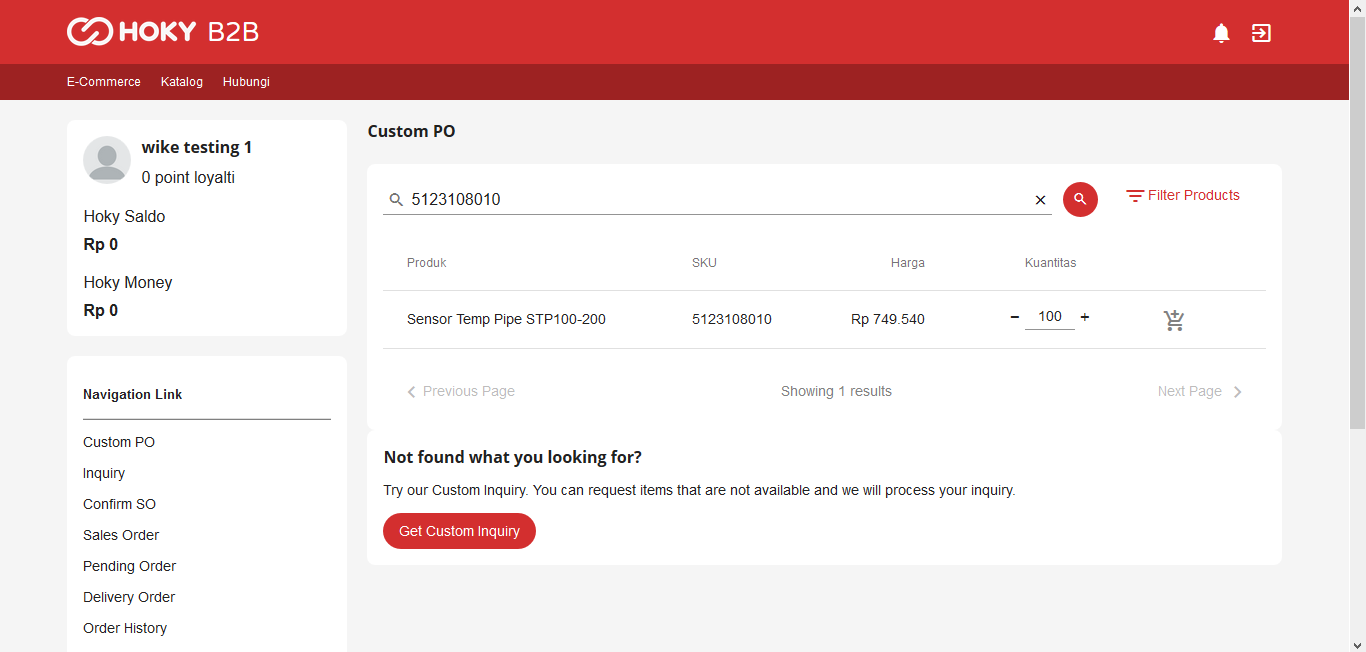 HOKY B2B
E-Commerce Katalog Hubungi
wike testing 1
0 point loyalti
Hoky Saldo
Rp 0
Hoky Money
Rp 0
Navigation Link
Custom PO
Inquiry
Confirm SO
Sales Order
Pending Order
Delivery Order
Order History
Custom PO
5123108010
Filter Products
Produk SKU Harga Kuantitas
Sensor Temp Pipe STP100-200 5123108010 Rp 749.540 − 100 +
Previous Page Showing 1 results Next Page
Not found what you looking for?
Try our Custom Inquiry. You can request items that are not available and we will process your inquiry.
Get Custom Inquiry